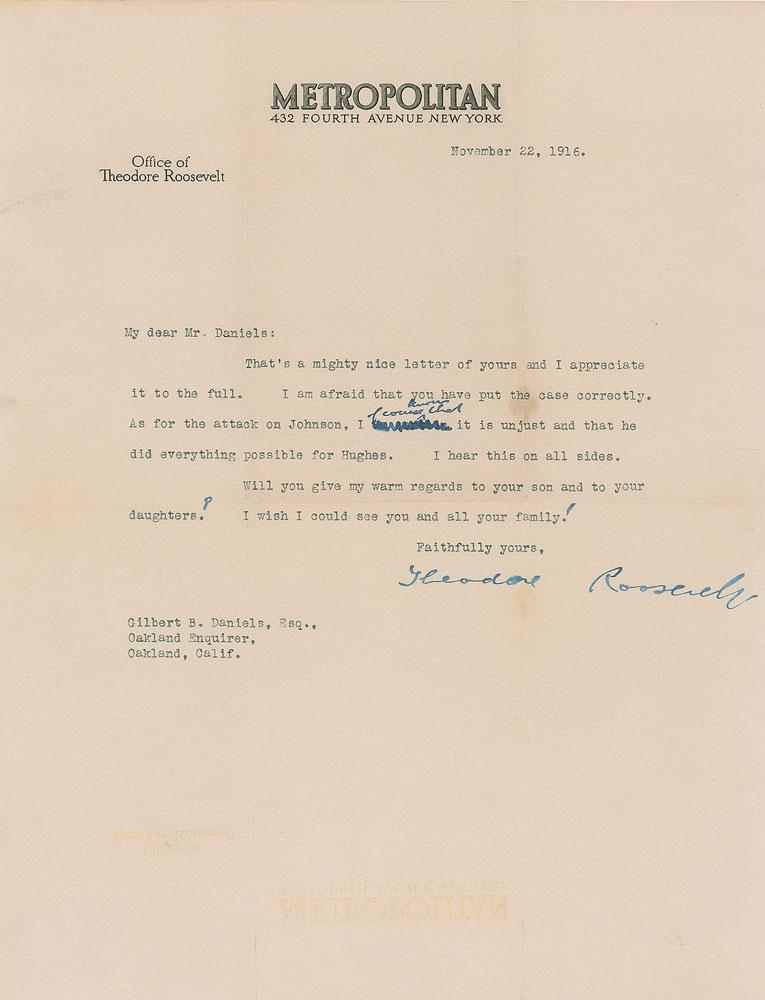 METROPOLITAN
432 FOURTH AVENUE NEW YORK
November 22, 1916.
Office of
Theodore Roosevelt
My dear Mr. Daniels:
That's a mighty nice letter of yours and I appreciate
it to the full. I am afraid that you have put the case correctly.
know
of course that
As for the attack on Johnson, I it is unjust and that he
did everything possible for Hughes. I hear this on all sides.
Will you give my warm regards to your son and to your
daughters? I wish I could see you and all your family!
Faithfully yours,
Theodore Roosevelt
Gilbert B. Daniels, Esq.,
Oakland Enquirer,
Oakland, Calif.